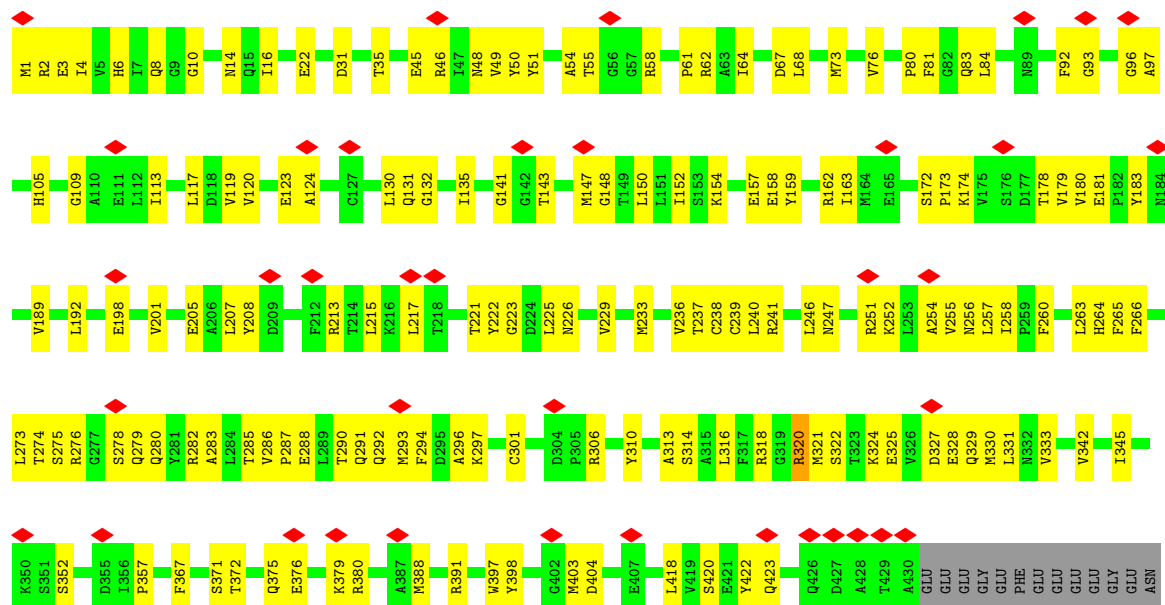 M1 R2 E3 I4 V5 H6 I7 Q8 G9 G10 N14 Q15 I16 E22 D31 T35 E45 R46 I47 N48 V49 Y50 Y51 A54 T55 G56 G57 R58 P61 R62 A63 I64 D67 L68 M73 V76 P80 F81 G82 Q83 L84 N89 F92 G93 G96 A97
H105 G109 A110 E111 L112 I113 L117 D118 V119 V120 E123 A124 C127 L130 Q131 G132 I135 G141 G142 T143 M147 G148 T149 L150 L151 I152 S153 K154 E157 E158 Y159 R162 I163 M164 E165 S172 P173 K174 V175 S176 D177 T178 V179 V180 E181 P182 Y183 N184
V189 L192 E198 V201 E205 A206 L207 Y208 D209 F212 R213 T214 L215 K216 L217 T218 T221 Y222 G223 D224 L225 N226 V229 M233 V236 T237 C238 C239 L240 R241 L246 N247 R251 K252 L253 A254 V255 N256 L257 I258 P259 F260 L263 H264 F265 F266
L273 T274 S275 R276 G277 S278 Q279 Q280 Y281 R282 A283 L284 T285 V286 P287 E288 L289 T290 Q291 Q292 M293 F294 D295 A296 K297 C301 D304 P305 R306 Y310 A313 S314 A315 L316 F317 R318 G319 R320 M321 S322 T323 K324 E325 V326 D327 E328 Q329 M330 L331 N332 V333 V342 I345
K350 S351 S352 D355 I356 P357 F367 S371 T372 Q375 E376 K379 R380 A387 M388 R391 W397 Y398 G402 M403 D404 E407 L418 V419 S420 E421 Y422 Q423 Q426 D427 A428 T429 A430 GLU GLU GLU GLY GLU PHE GLU GLU GLU GLU GLU GLY GLU ASN